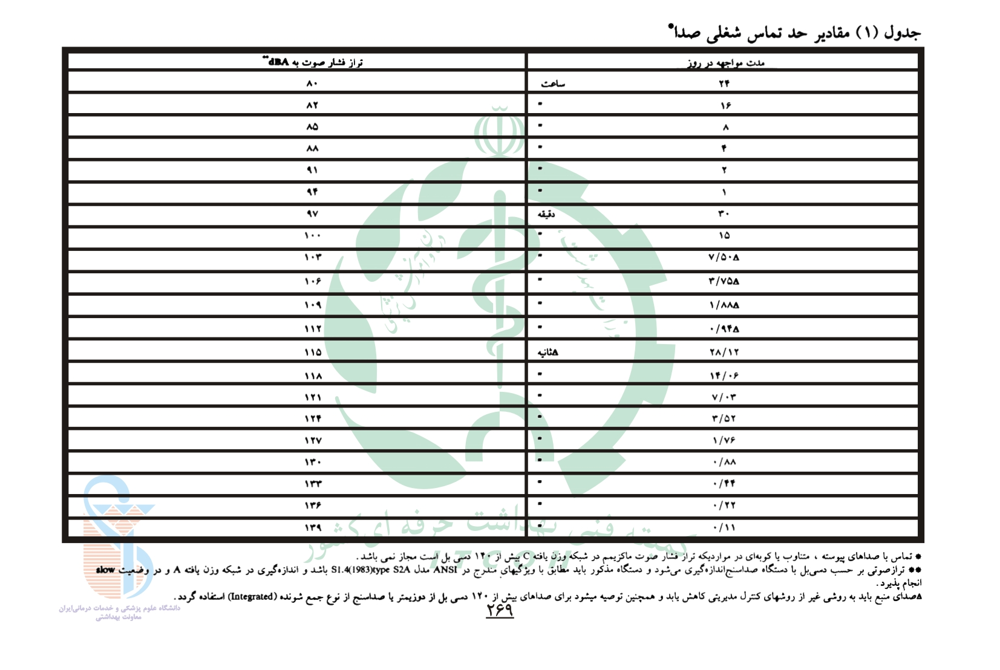 جدول (۱) مقادیر حد تماس شغلی صدا*
مدت مواجهه در روز تراز فشار صوت به dBA**
۲۴ ساعت ۸۰
۱۶ " ۸۲
۸ " ۸۵
۴ " ۸۸
۲ " ۹۱
۱ " ۹۴
۳۰ دقیقه ۹۷
۱۵ " ۱۰۰
۷/۵۰Δ " ۱۰۳
۳/۷۵Δ " ۱۰۶
۱/۸۸Δ " ۱۰۹
۰/۹۴Δ " ۱۱۲
۲۸/۱۲ Δثانیه ۱۱۵
۱۴/۰۶ " ۱۱۸
۷/۰۳ " ۱۲۱
۳/۵۲ " ۱۲۴
۱/۷۶ " ۱۲۷
۰/۸۸ " ۱۳۰
۰/۴۴ " ۱۳۳
۰/۲۲ " ۱۳۶
۰/۱۱ " ۱۳۹
کمیته فنی بهداشت حرفه ای کشور
ITCOH
* تماس با صداهای پیوسته ، متناوب یا کوبه‌ای در مواردیکه تراز فشار صوت ماکزیمم در شبکه وزن یافته C بیش از ۱۴۰ دسی بل است مجاز نمی باشد .
** ترازصوتی بر حسب دسی‌بل با دستگاه صداسنج‌اندازه‌گیری می‌شود و دستگاه مذکور باید مطابق با ویژگیهای مندرج در ANSI مدل S1.4(1983)type S2A باشد و اندازه‌گیری در شبکه وزن یافته A و در وضعیت slow
انجام پذیرد .
Δصدای منبع باید به روشی غیر از روشهای کنترل مدیریتی کاهش یابد و همچنین توصیه میشود برای صداهای بیش از ۱۲۰ دسی بل از دوزیمتر یا صداسنج از نوع جمع شونده (Integrated) استفاده گردد .
دانشگاه علوم پزشکی و خدمات درمانی‌ایران
معاونت بهداشتی
۲۶۹